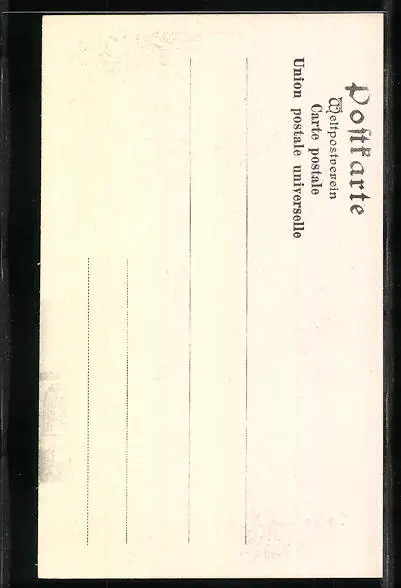 Postkarte
Weltpostverein
Carte postale
Union postale universelle